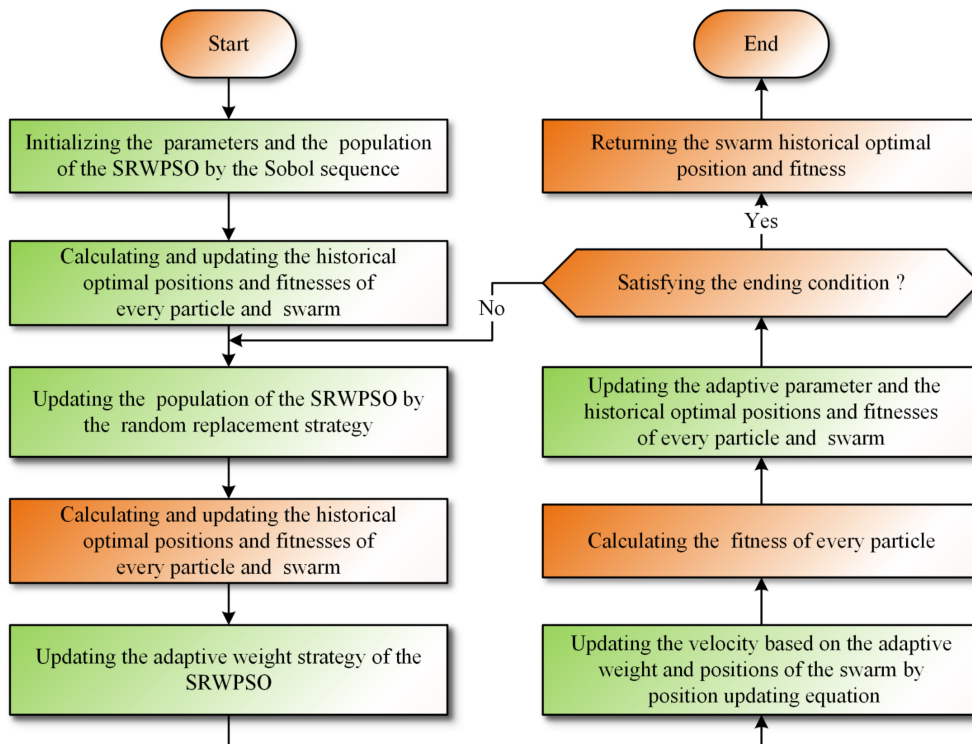 Start
Initializing the parameters and the population
of the SRWPSO by the Sobol sequence
Calculating and updating the historical
optimal positions and fitnesses of
every particle and swarm
Updating the population of the SRWPSO by
the random replacement strategy
Calculating and updating the historical
optimal positions and fitnesses of
every particle and swarm
Updating the adaptive weight strategy of the
SRWPSO
End
Returning the swarm historical optimal
position and fitness
Yes
Satisfying the ending condition ?
No
Updating the adaptive parameter and the
historical optimal positions and fitnesses
of every particle and swarm
Calculating the fitness of every particle
Updating the velocity based on the adaptive
weight and positions of the swarm by
position updating equation